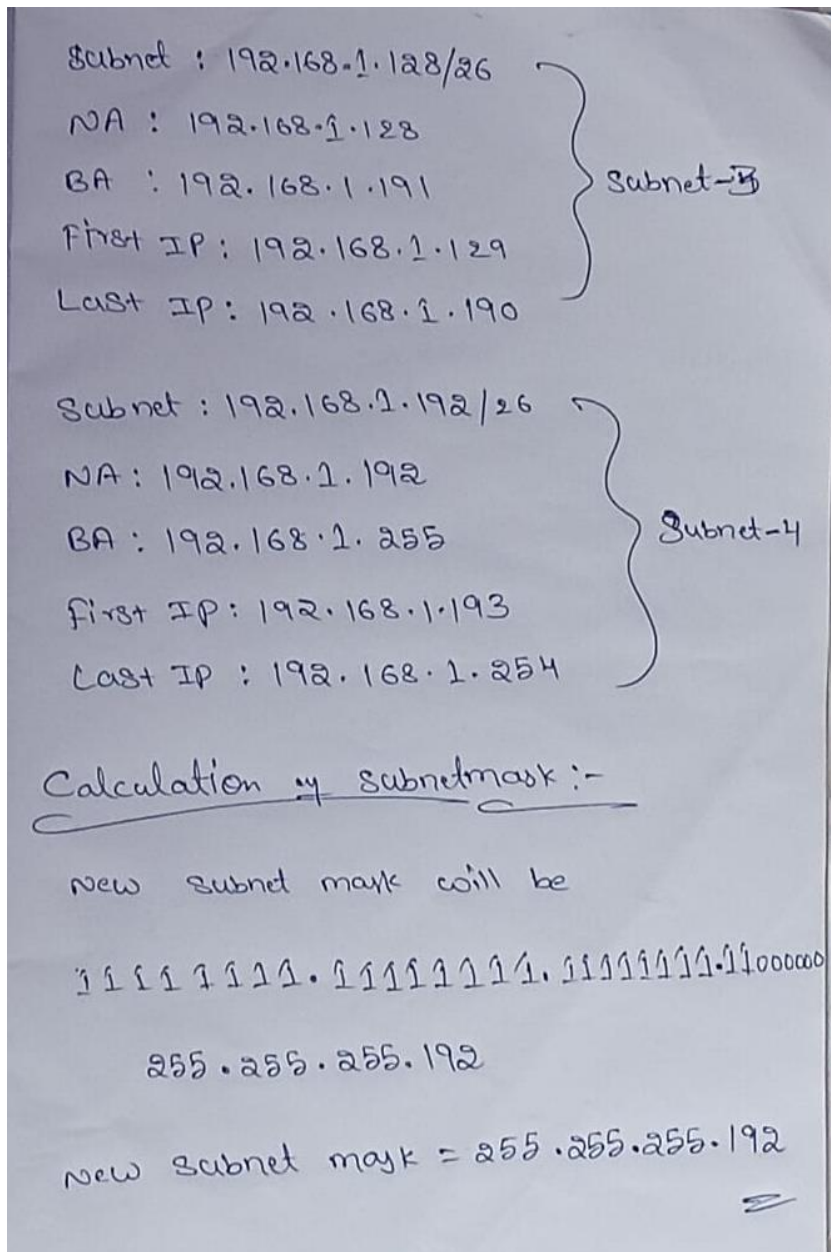 Subnet : 192.168.1.128/26
NA : 192.168.1.128
BA : 192.168.1.191
Subnet-3
First IP : 192.168.1.129
Last IP : 192.168.1.190
Subnet : 192.168.1.192/26
NA : 192.168.1.192
BA : 192.168.1.255
Subnet-4
First IP : 192.168.1.193
Last IP : 192.168.1.254
Calculation of subnetmask :-
New subnet mask will be
11111111.11111111.11111111.11000000
255.255.255.192
New subnet mask = 255.255.255.192